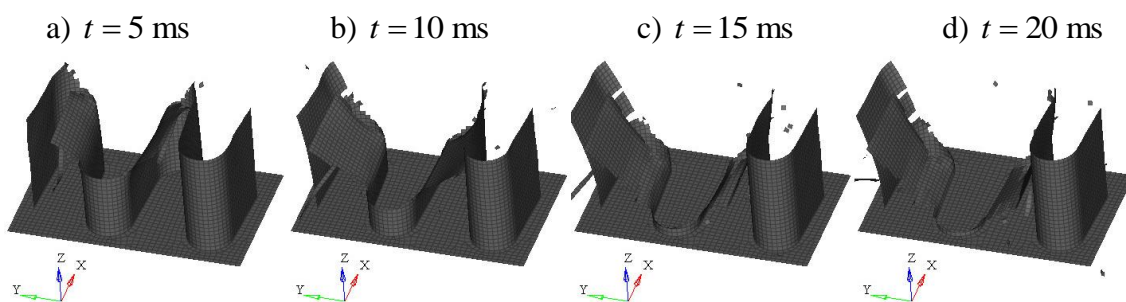 a) t = 5 ms
b) t = 10 ms
c) t = 15 ms
d) t = 20 ms
Z
X
Y
Z
X
Y
Z
X
Y
Z
X
Y